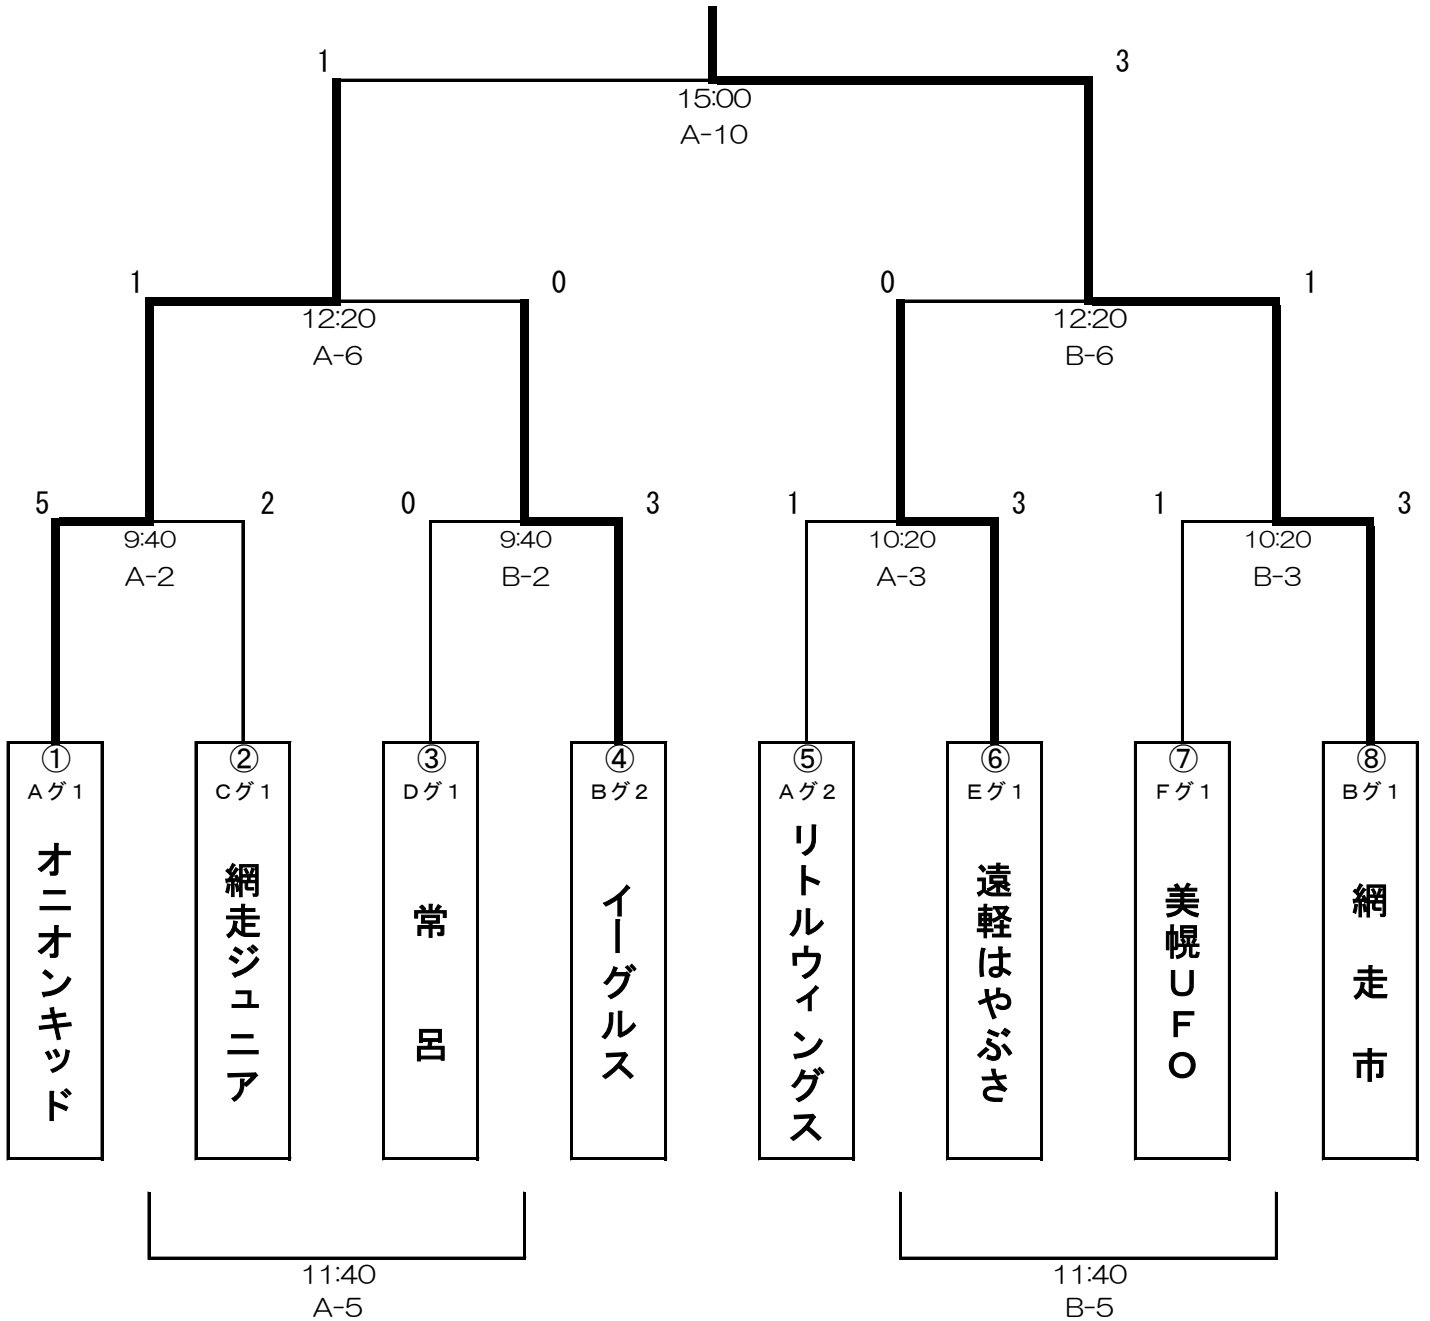 1
3
15:00
A-10
1
0
0
1
12:20
A-6
12:20
B-6
5
2
0
3
1
3
1
3
9:40
A-2
9:40
B-2
10:20
A-3
10:20
B-3
①
Aグ1
オニオンキッド
②
Cグ1
網走ジュニア
③
Dグ1
常呂
④
Bグ2
イーグルス
⑤
Aグ2
リトルウィングス
⑥
Eグ1
遠軽はやぶさ
⑦
Fグ1
美幌UFO
⑧
Bグ1
網走市
11:40
A-5
11:40
B-5